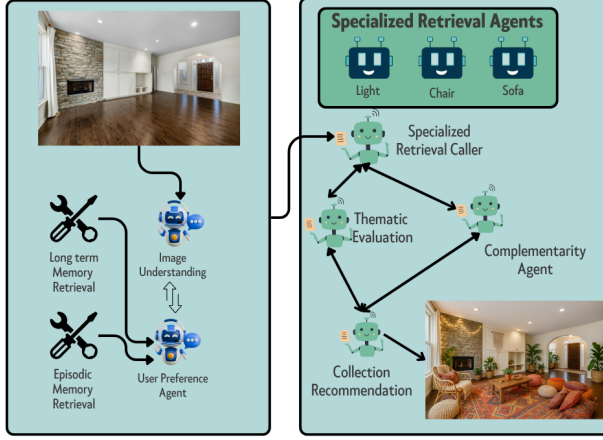 Specialized Retrieval Agents
Light
Chair
Sofa
Specialized
Retrieval Caller
Thematic
Evaluation
Complementarity
Agent
Collection
Recommendation
Long term
Memory
Retrieval
Image
Understanding
Episodic
Memory
Retrieval
User Preference
Agent